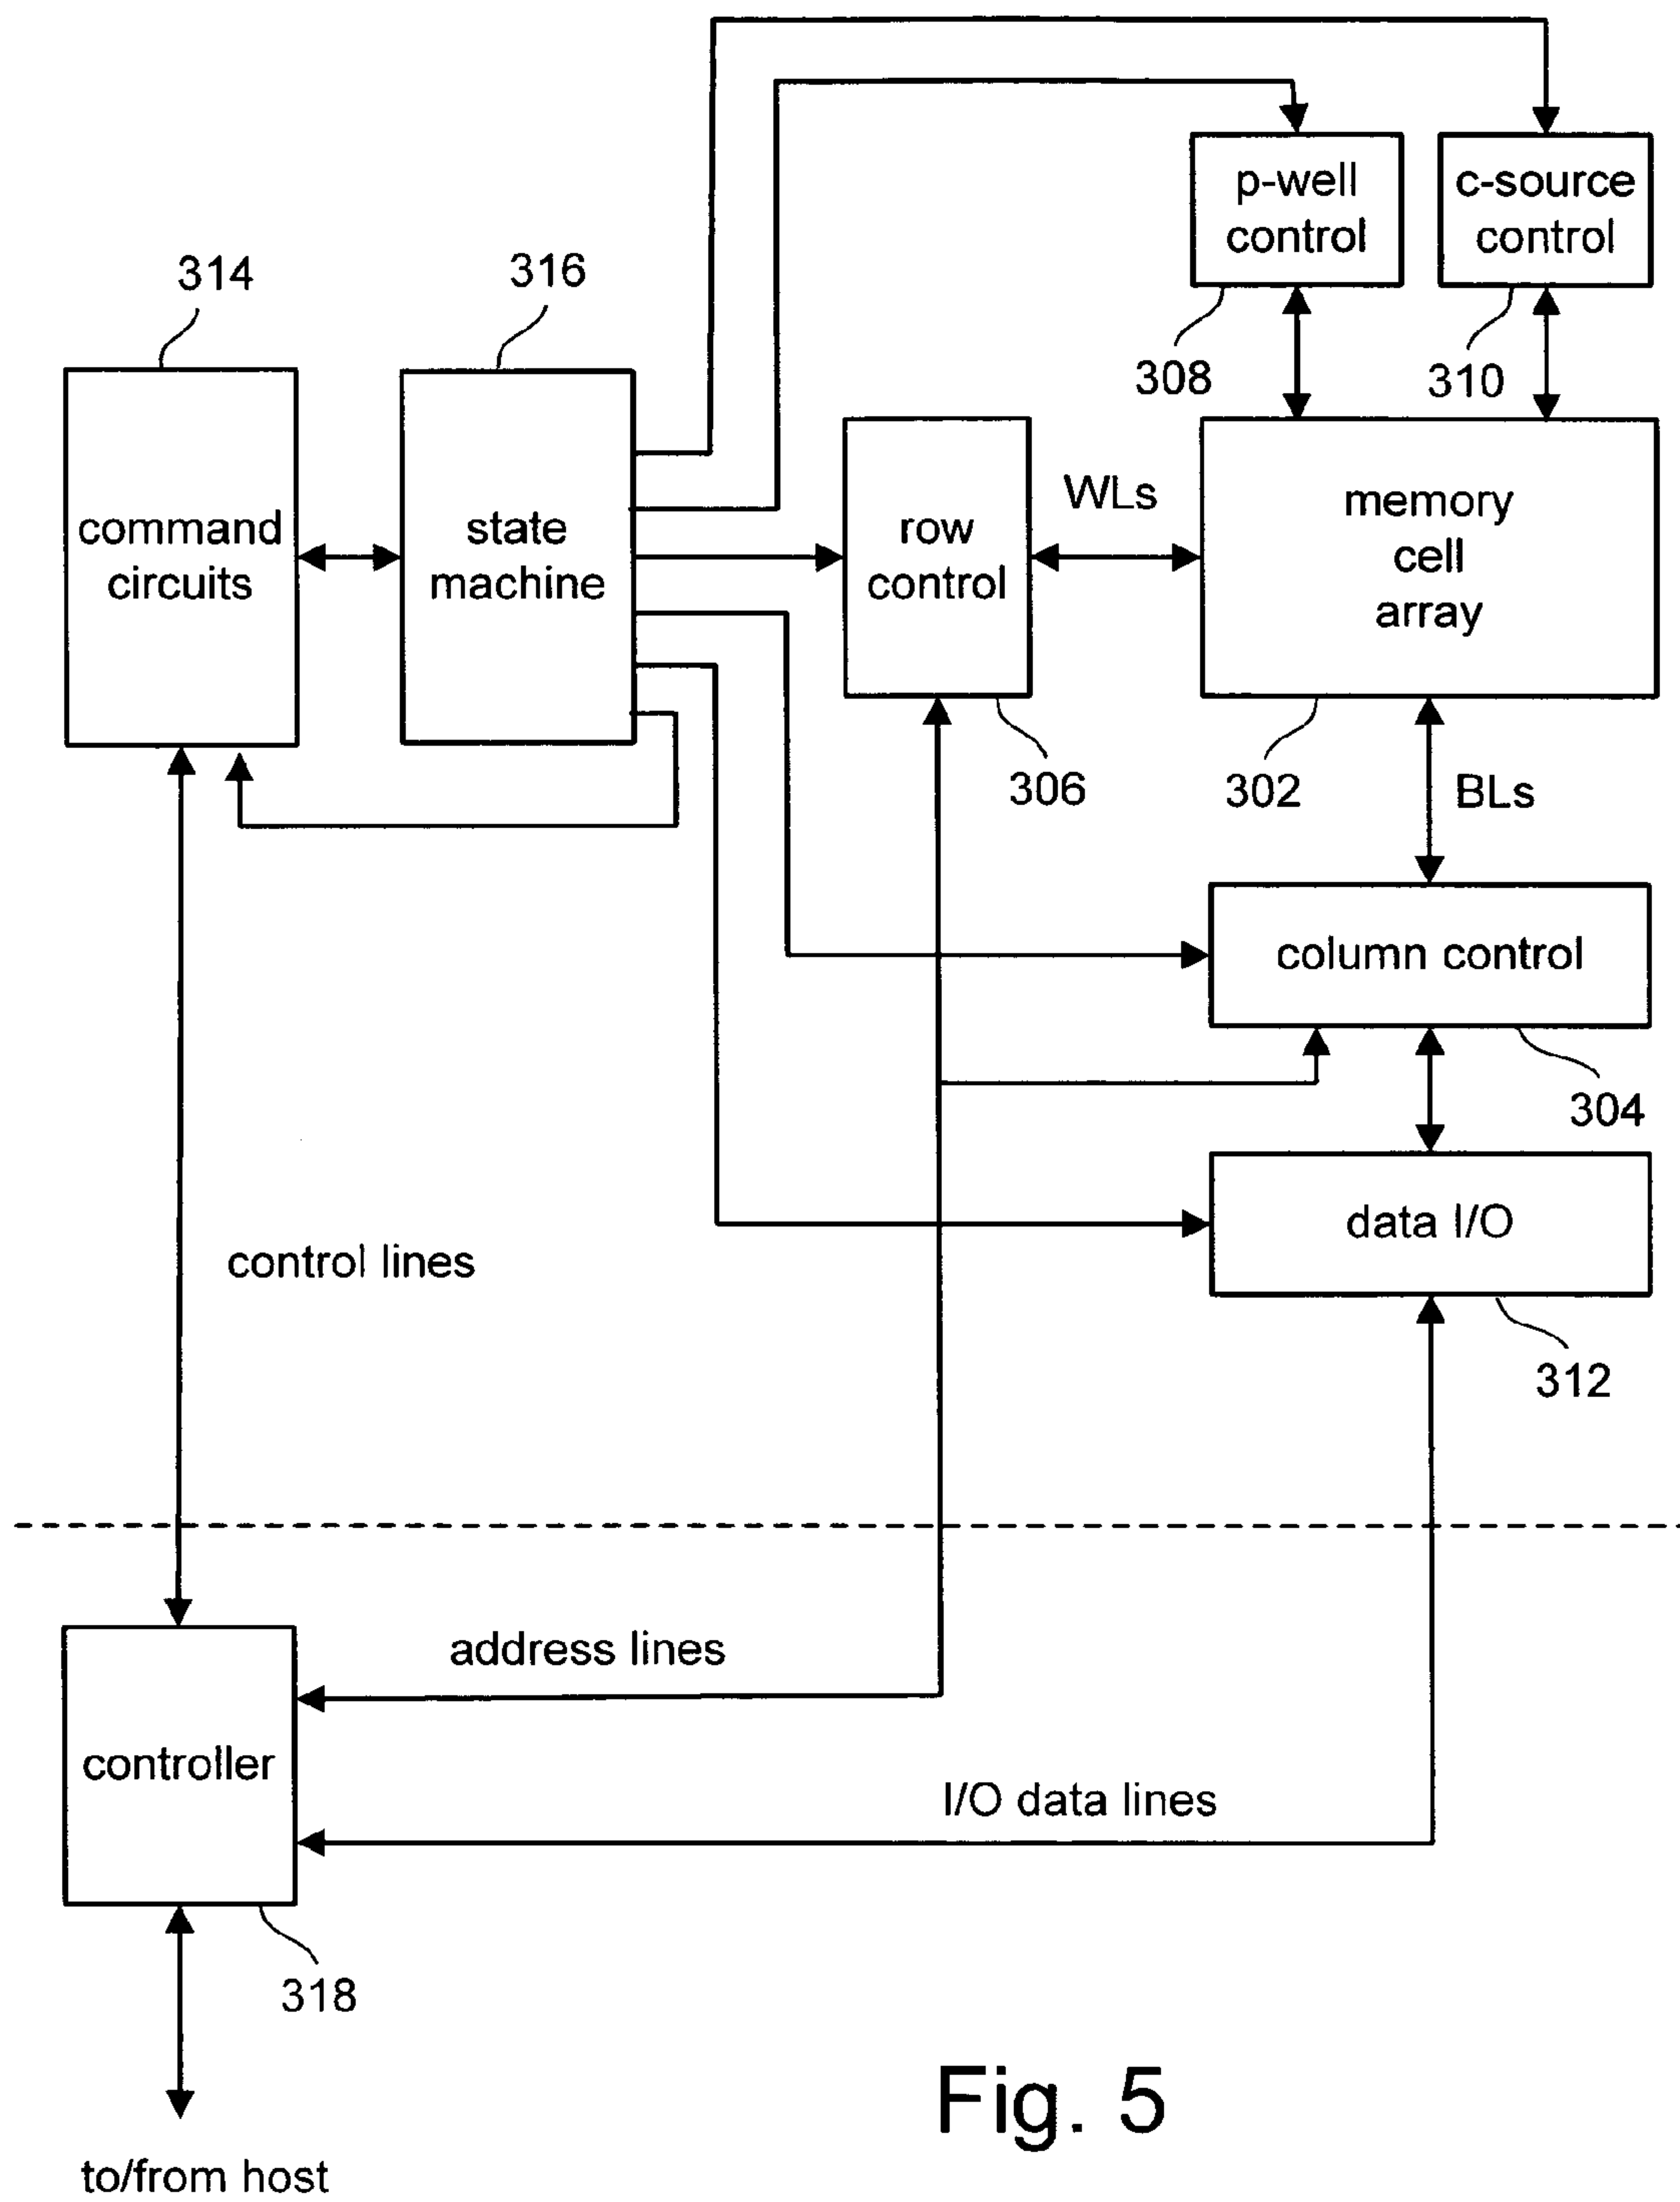 p-well
control
c-source
control
314
316
308
310
command
circuits
state
machine
row
control
WLs
memory
cell
array
306
302
BLs
column control
304
data I/O
control lines
312
address lines
controller
I/O data lines
318
Fig. 5
to/from host